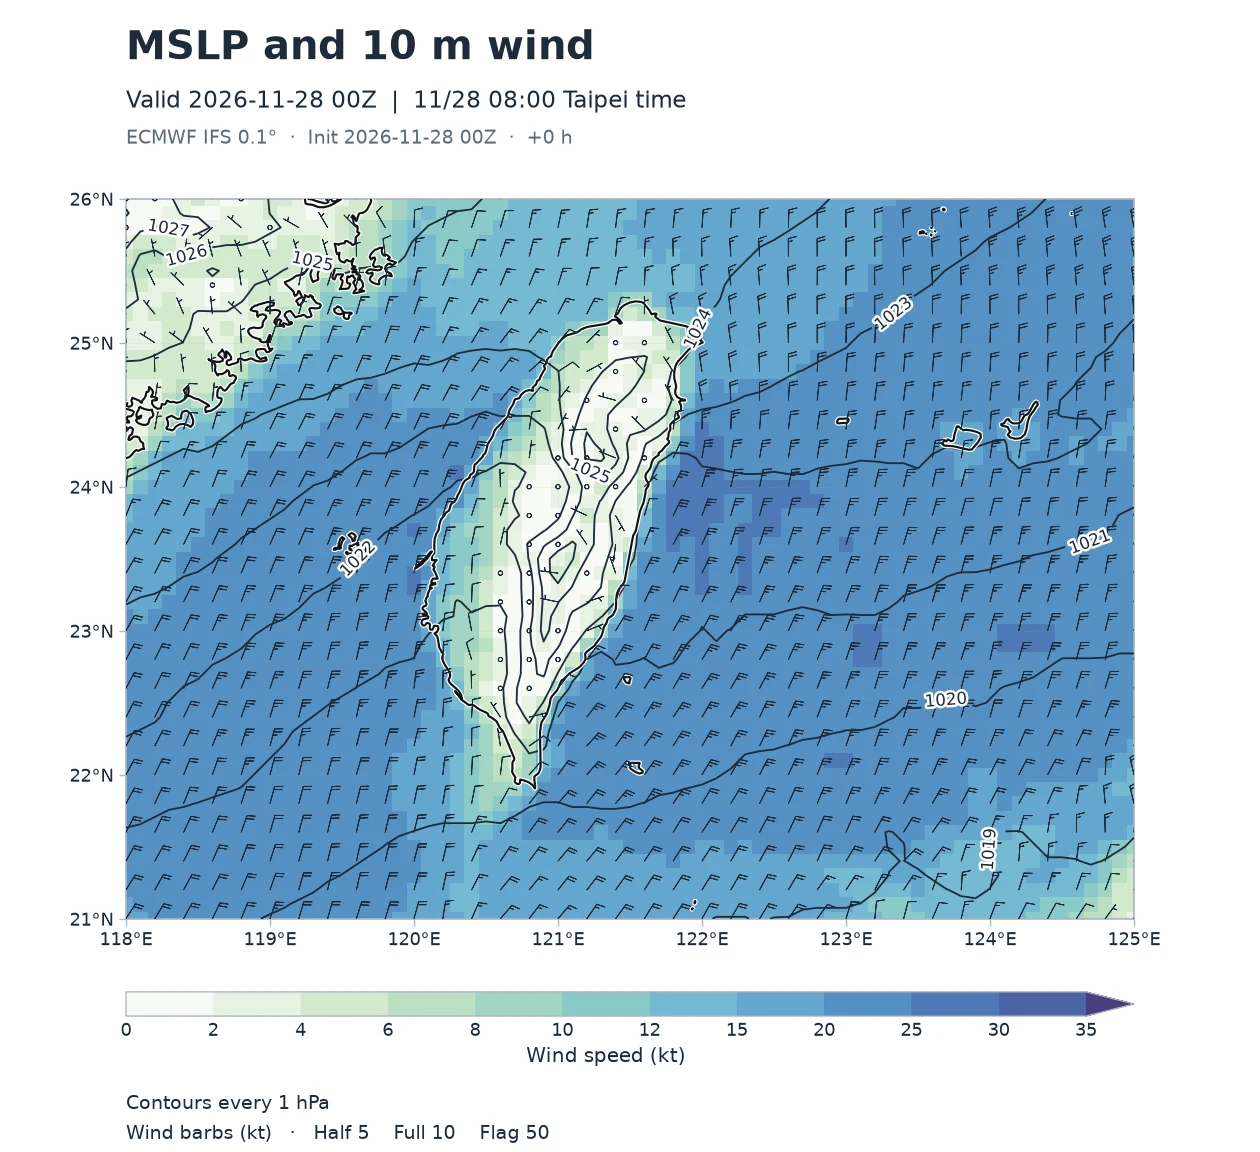 MSLP and 10 m wind
Valid 2026-11-28 00Z | 11/28 08:00 Taipei time
ECMWF IFS 0.1° · Init 2026-11-28 00Z · +0 h
26°N
25°N
24°N
23°N
22°N
21°N
1027
1026
1025
1024
1023
1025
1022
1021
1020
1019
118°E 119°E 120°E 121°E 122°E 123°E 124°E 125°E
0 2 4 6 8 10 12 15 20 25 30 35
Wind speed (kt)
Contours every 1 hPa
Wind barbs (kt) · Half 5 Full 10 Flag 50